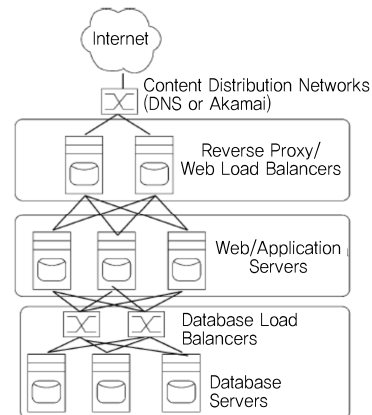 Internet
Content Distribution Networks
(DNS or Akamai)
Reverse Proxy/
Web Load Balancers
Web/Application
Servers
Database Load
Balancers
Database
Servers